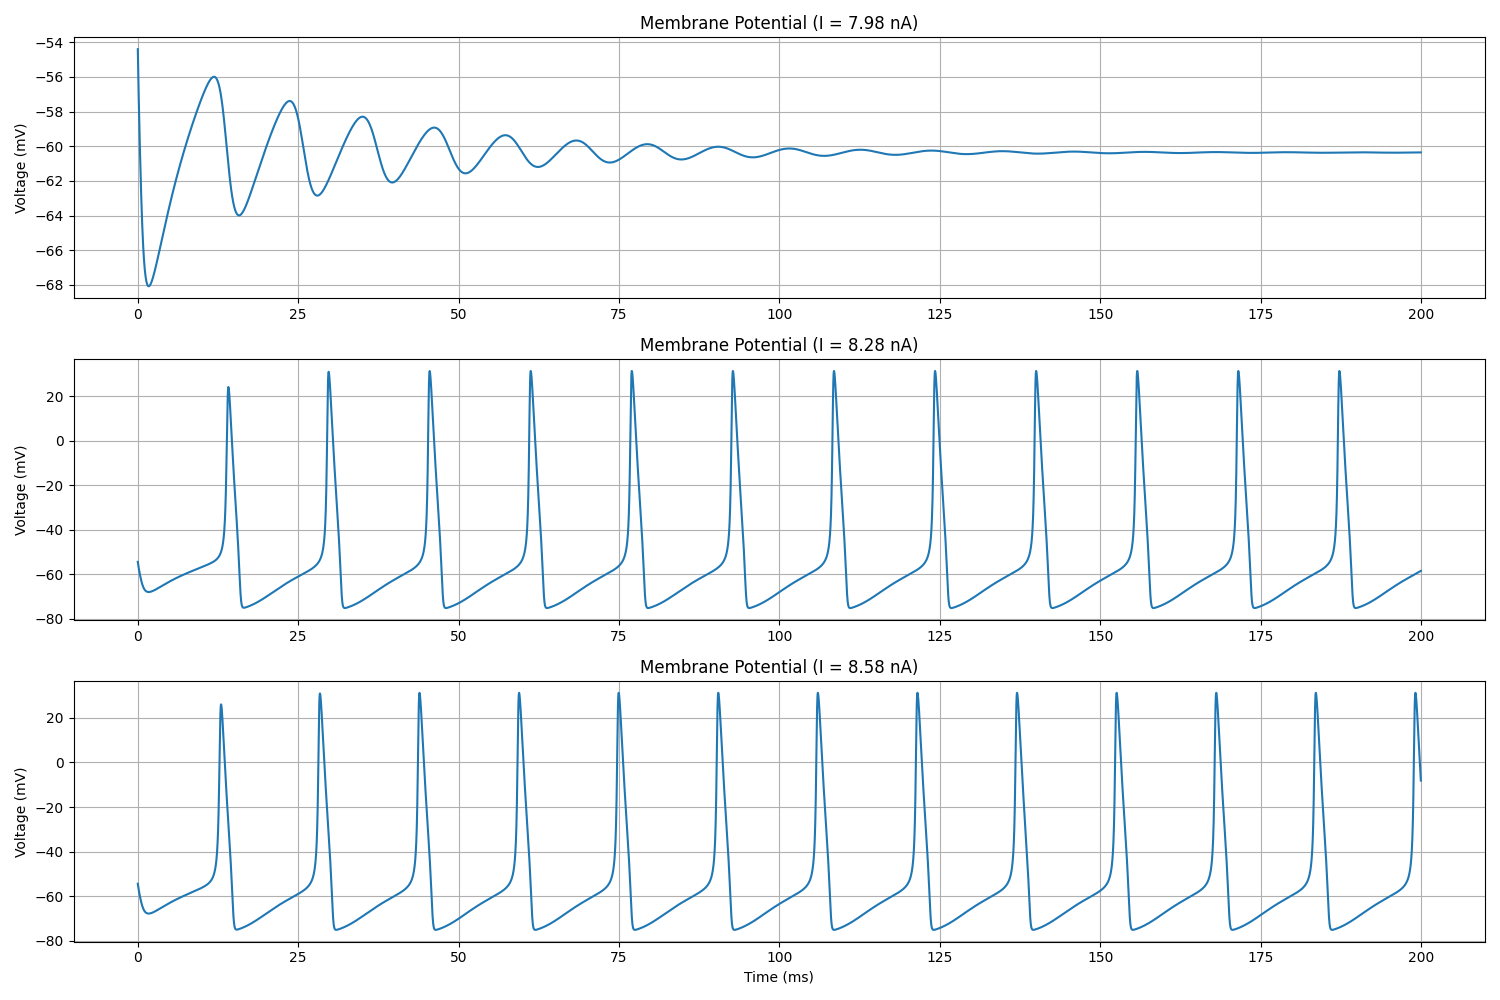 Membrane Potential (I = 7.98 nA)
Voltage (mV)
−54
−56
−58
−60
−62
−64
−66
−68
0 25 50 75 100 125 150 175 200
Membrane Potential (I = 8.28 nA)
Voltage (mV)
20
0
−20
−40
−60
−80
0 25 50 75 100 125 150 175 200
Membrane Potential (I = 8.58 nA)
Voltage (mV)
20
0
−20
−40
−60
−80
0 25 50 75 100 125 150 175 200
Time (ms)